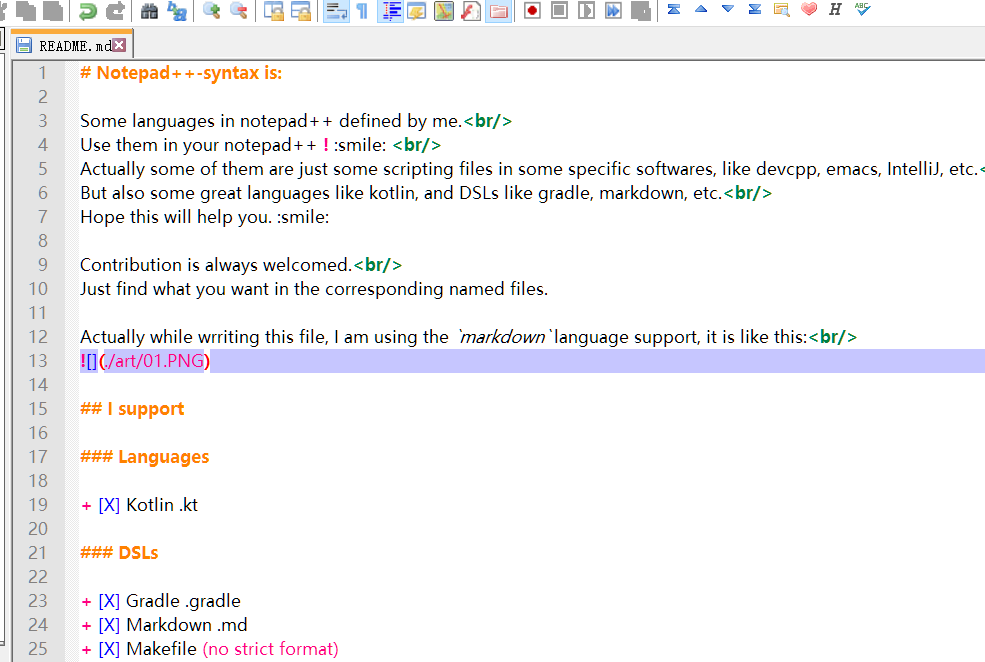 README.md
1 # Notepad++-syntax is:
2
3 Some languages in notepad++ defined by me.<br/>
4 Use them in your notepad++ ! :smile: <br/>
5 Actually some of them are just some scripting files in some specific softwares, like devcpp, emacs, IntelliJ, etc.<
6 But also some great languages like kotlin, and DSLs like gradle, markdown, etc.<br/>
7 Hope this will help you. :smile:
8
9 Contribution is always welcomed.<br/>
10 Just find what you want in the corresponding named files.
11
12 Actually while wrriting this file, I am using the `markdown` language support, it is like this:<br/>
13 ![](./art/01.PNG)
14
15 ## I support
16
17 ### Languages
18
19 + [X] Kotlin .kt
20
21 ### DSLs
22
23 + [X] Gradle .gradle
24 + [X] Markdown .md
25 + [X] Makefile (no strict format)